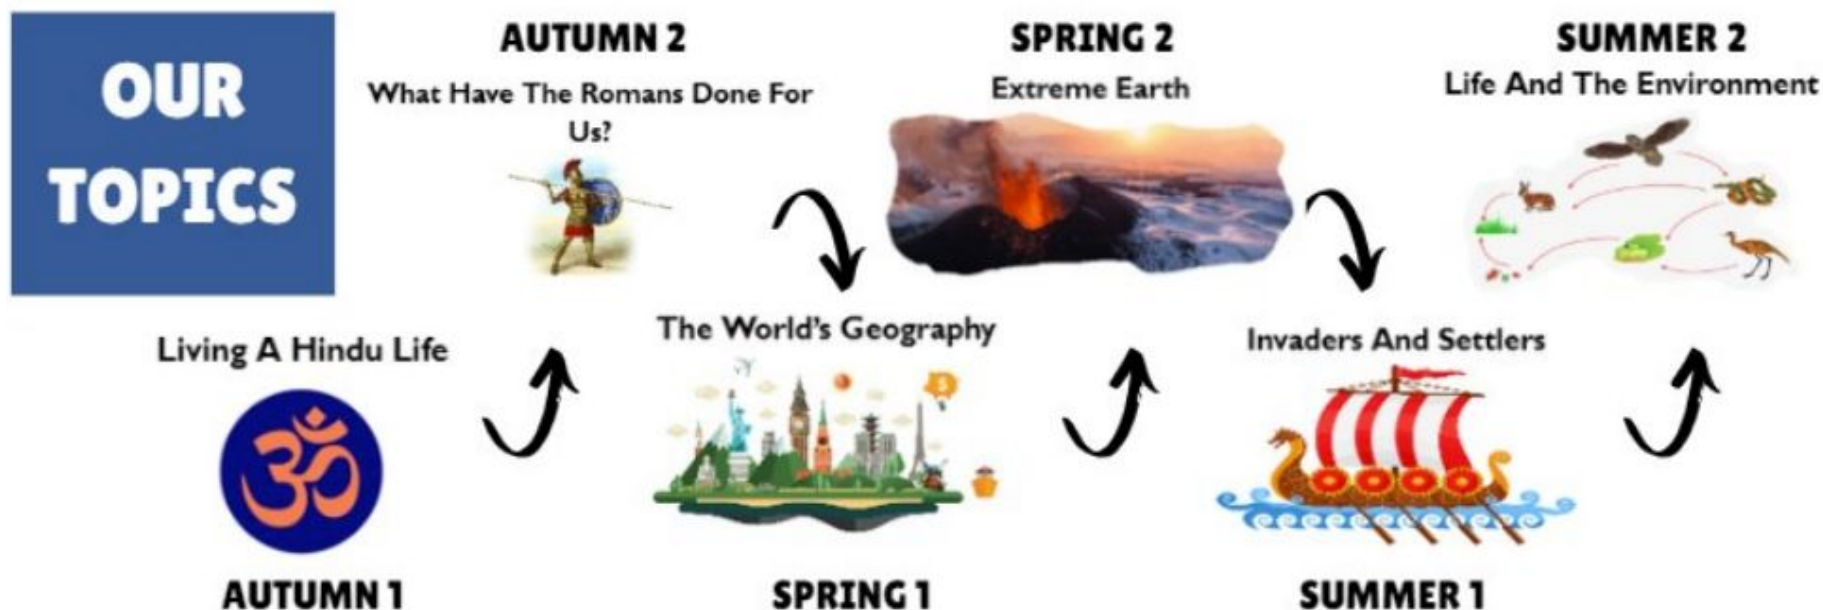 OUR
TOPICS
AUTUMN 2
What Have The Romans Done For
Us?
SPRING 2
Extreme Earth
SUMMER 2
Life And The Environment
Living A Hindu Life
ॐ
AUTUMN 1
The World's Geography
$
SPRING 1
Invaders And Settlers
SUMMER 1